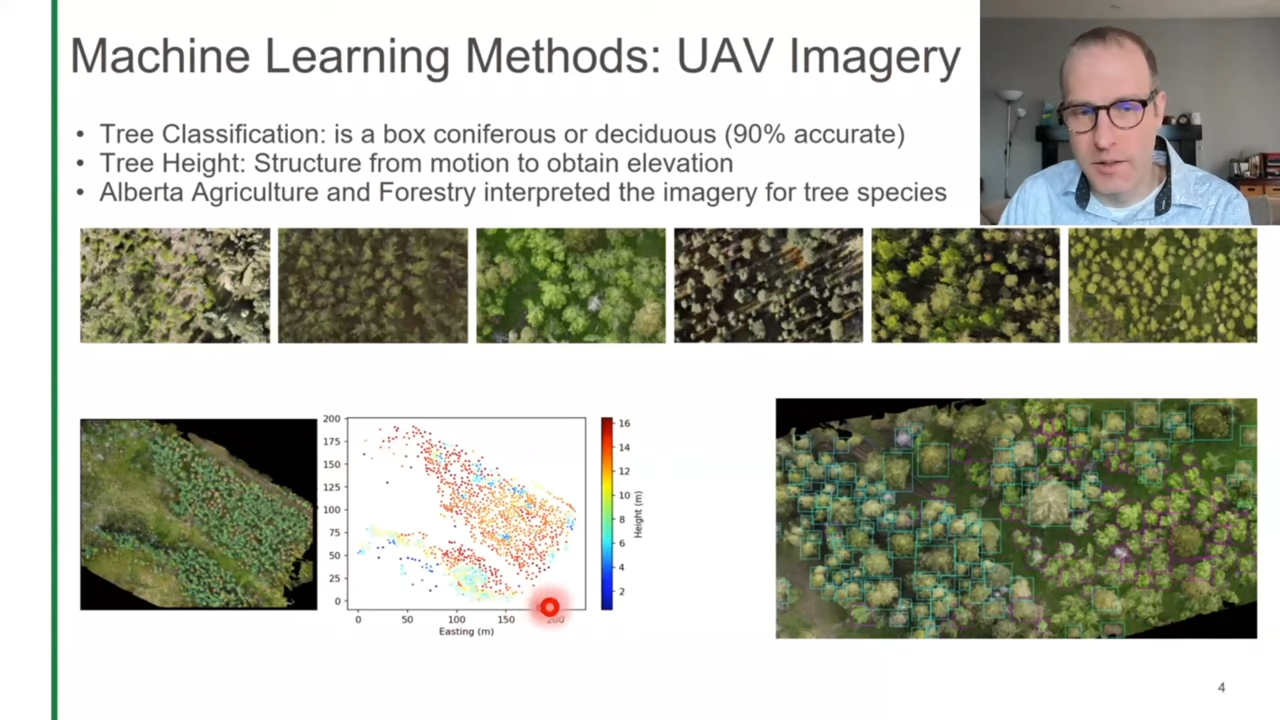 Machine Learning Methods: UAV Imagery
• Tree Classification: is a box coniferous or deciduous (90% accurate)
• Tree Height: Structure from motion to obtain elevation
• Alberta Agriculture and Forestry interpreted the imagery for tree species
200
175
150
125
100
75
50
25
0
0 50 100 150 200
Easting (m)
16
14
12
10
8
6
4
2
Height (m)
4